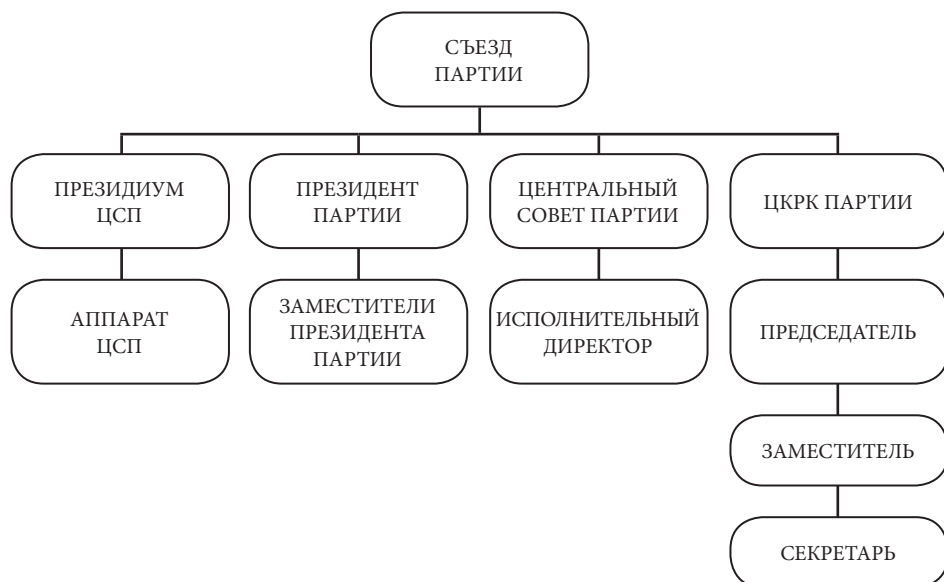 СЪЕЗД
ПАРТИИ
ПРЕЗИДИУМ
ЦСП
ПРЕЗИДЕНТ
ПАРТИИ
ЦЕНТРАЛЬНЫЙ
СОВЕТ ПАРТИИ
ЦКРК ПАРТИИ
АППАРАТ
ЦСП
ЗАМЕСТИТЕЛИ
ПРЕЗИДЕНТА
ПАРТИИ
ИСПОЛНИТЕЛЬНЫЙ
ДИРЕКТОР
ПРЕДСЕДАТЕЛЬ
ЗАМЕСТИТЕЛЬ
СЕКРЕТАРЬ